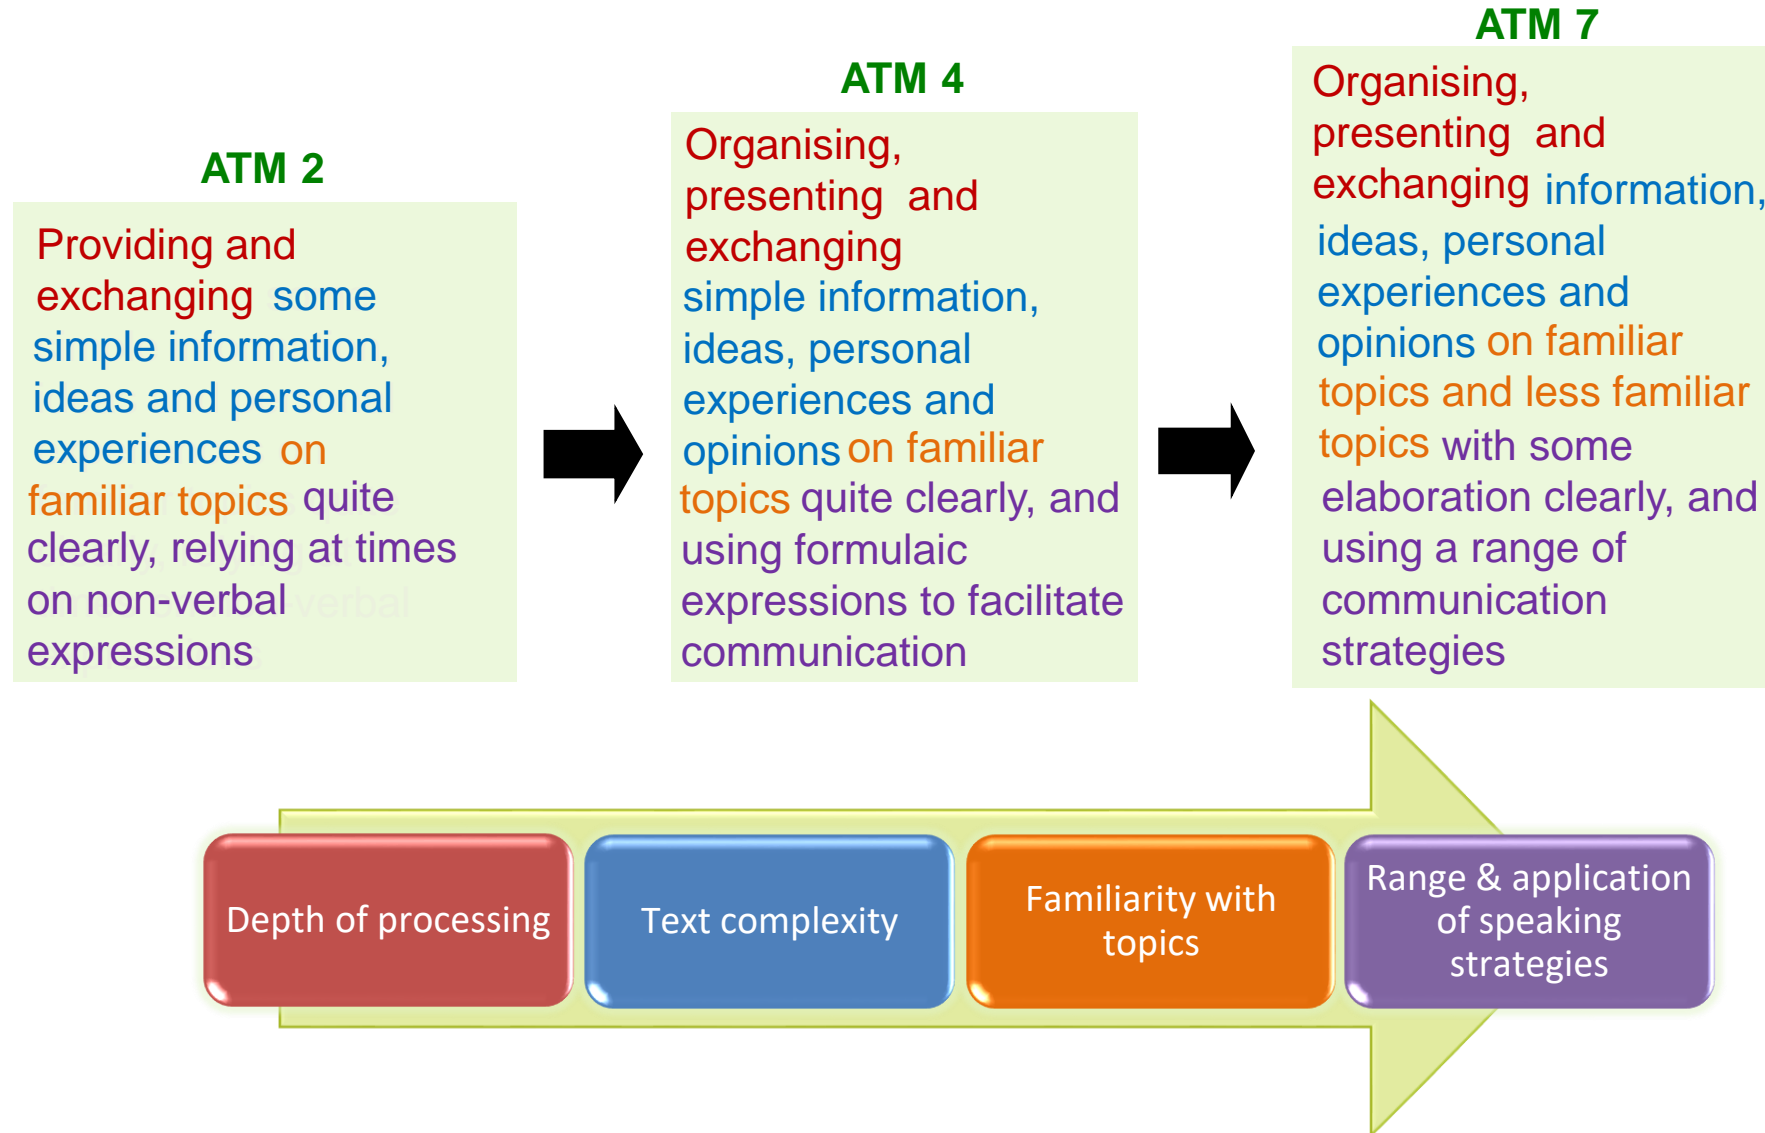 ATM 2
Providing and
exchanging some
simple information,
ideas and personal
experiences on
familiar topics quite
clearly, relying at times
on non-verbal
expressions
ATM 4
Organising,
presenting and
exchanging
simple information,
ideas, personal
experiences and
opinions on familiar
topics quite clearly, and
using formulaic
expressions to facilitate
communication
ATM 7
Organising,
presenting and
exchanging information,
ideas, personal
experiences and
opinions on familiar
topics and less familiar
topics with some
elaboration clearly, and
using a range of
communication
strategies
Depth of processing
Text complexity
Familiarity with
topics
Range & application
of speaking
strategies